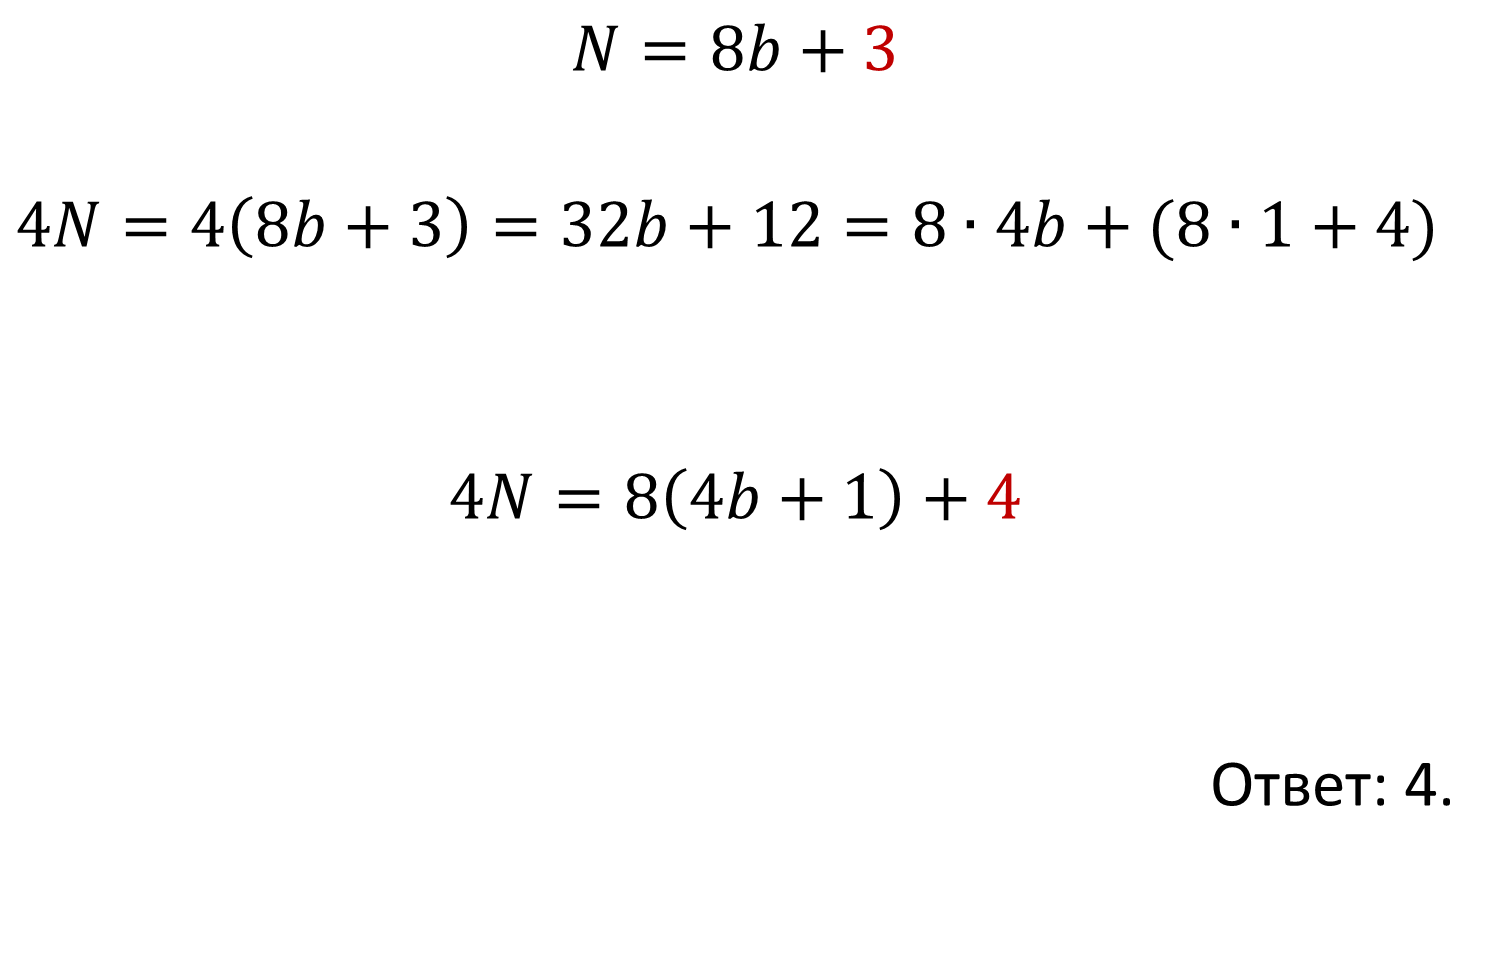 N = 8b + 3
4N = 4(8b + 3) = 32b + 12 = 8 · 4b + (8 · 1 + 4)
4N = 8(4b + 1) + 4
Ответ: 4.